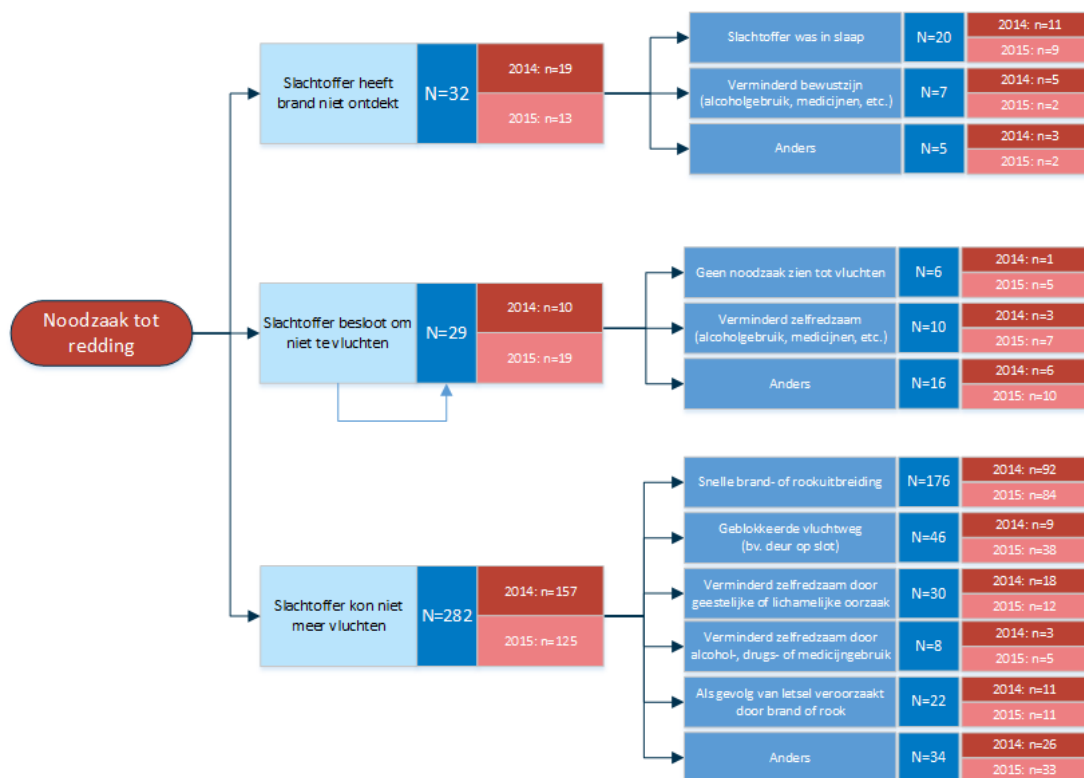 Noodzaak tot
redding
Slachtoffer heeft
brand niet ontdekt
N=32
2014: n=19
2015: n=13
Slachtoffer was in slaap
N=20
2014: n=11
2015: n=9
Verminderd bewustzijn
(alcoholgebruik, medicijnen, etc.)
N=7
2014: n=5
2015: n=2
Anders
N=5
2014: n=3
2015: n=2
Slachtoffer besloot om
niet te vluchten
N=29
2014: n=10
2015: n=19
Geen noodzaak zien tot vluchten
N=6
2014: n=1
2015: n=5
Verminderd zelfredzaam
(alcoholgebruik, medicijnen, etc.)
N=10
2014: n=3
2015: n=7
Anders
N=16
2014: n=6
2015: n=10
Slachtoffer kon niet
meer vluchten
N=282
2014: n=157
2015: n=125
Snelle brand- of rookuitbreiding
N=176
2014: n=92
2015: n=84
Geblokkeerde vluchtweg
(bv. deur op slot)
N=46
2014: n=9
2015: n=38
Verminderd zelfredzaam door
geestelijke of lichamelijke oorzaak
N=30
2014: n=18
2015: n=12
Verminderd zelfredzaam door
alcohol-, drugs- of medicijngebruik
N=8
2014: n=3
2015: n=5
Als gevolg van letsel veroorzaakt
door brand of rook
N=22
2014: n=11
2015: n=11
Anders
N=34
2014: n=26
2015: n=33